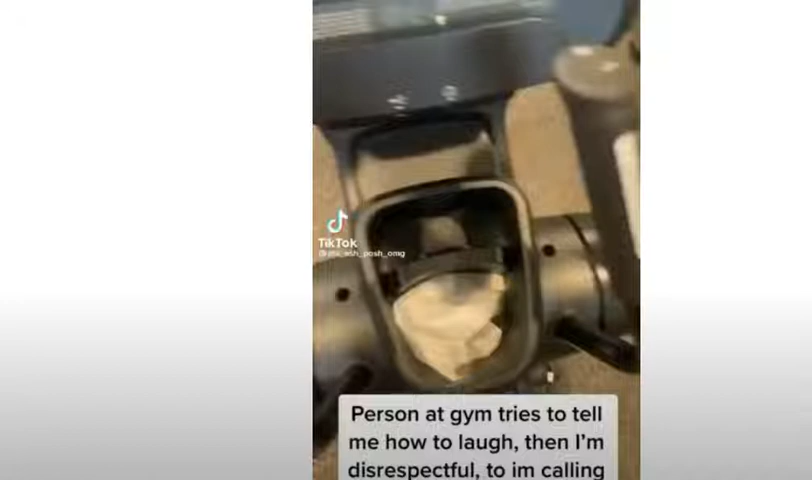 TikTok
Person at gym tries to tell
me how to laugh, then I'm
disrespectful, to im calling